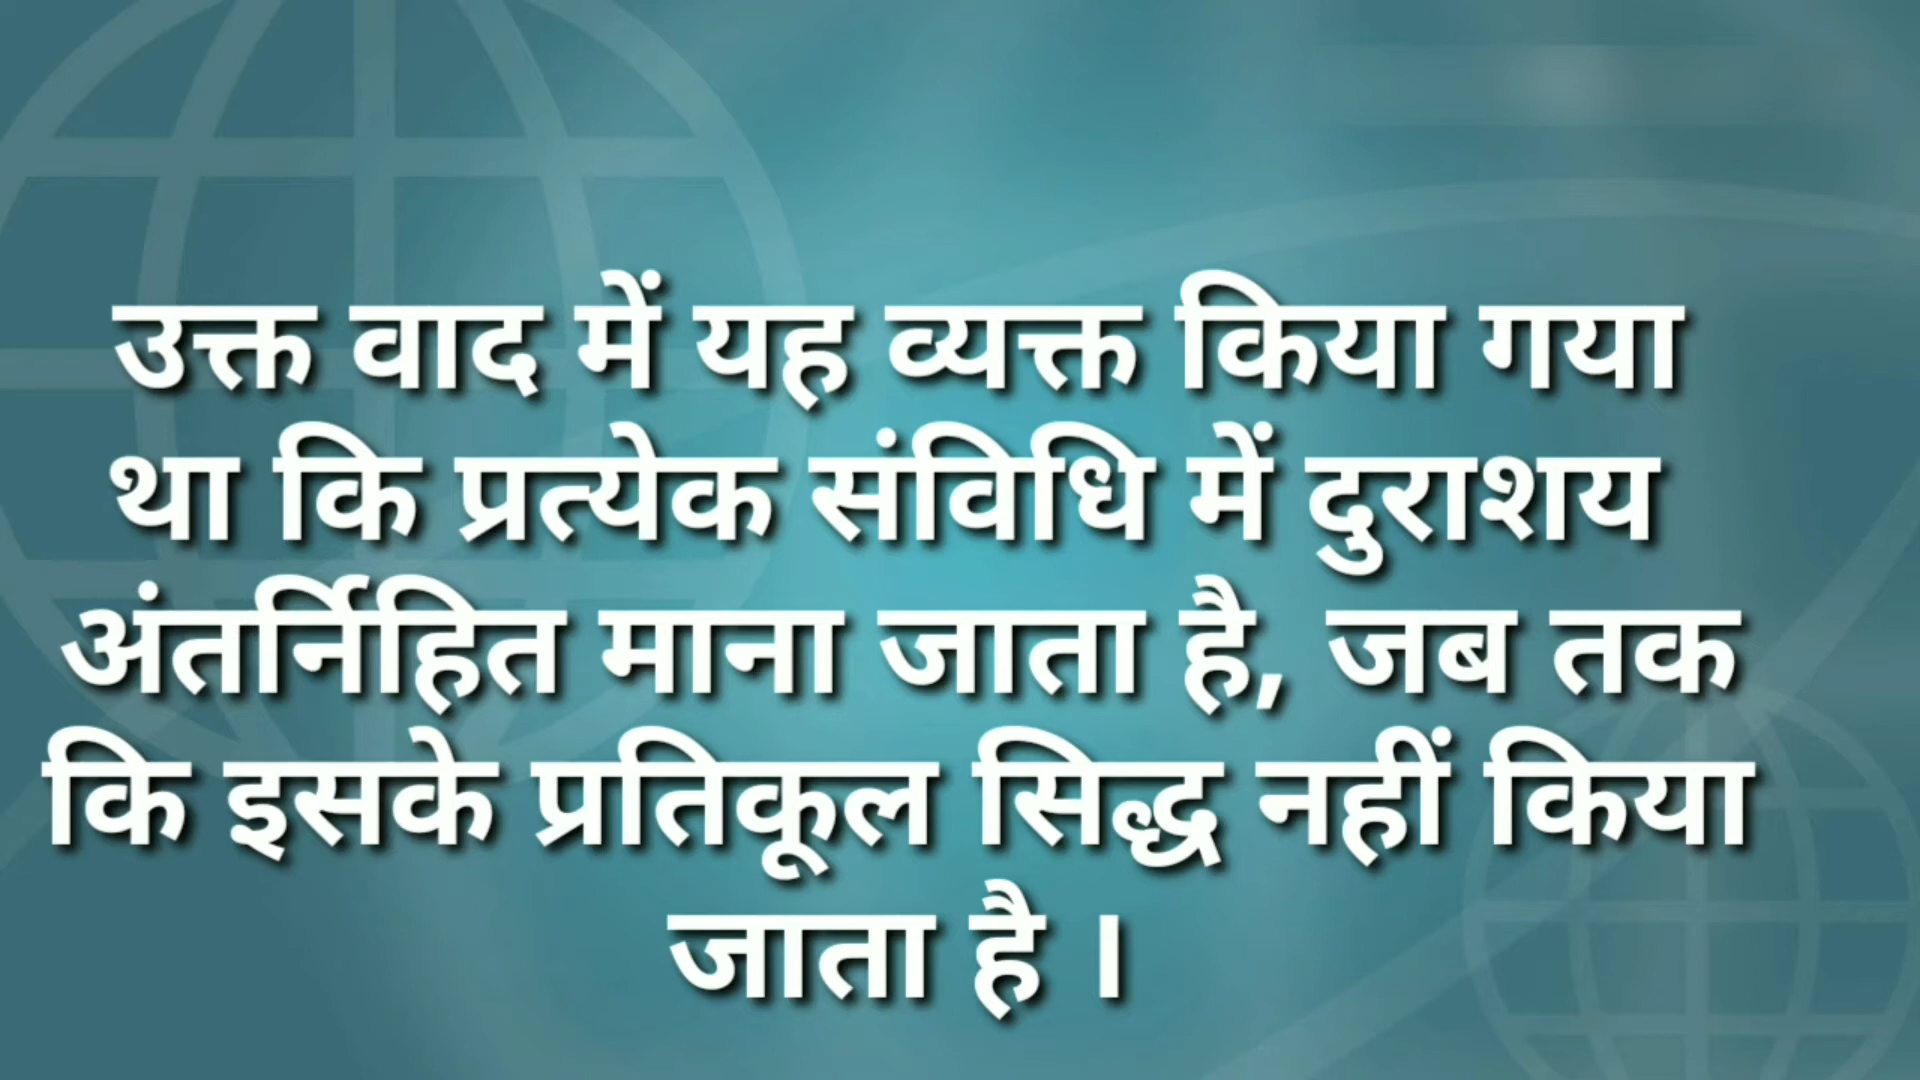 उक्त वाद में यह व्यक्त किया गया
था कि प्रत्येक संविधि में दुराशय
अंतर्निहित माना जाता है, जब तक
कि इसके प्रतिकूल सिद्ध नहीं किया
जाता है ।